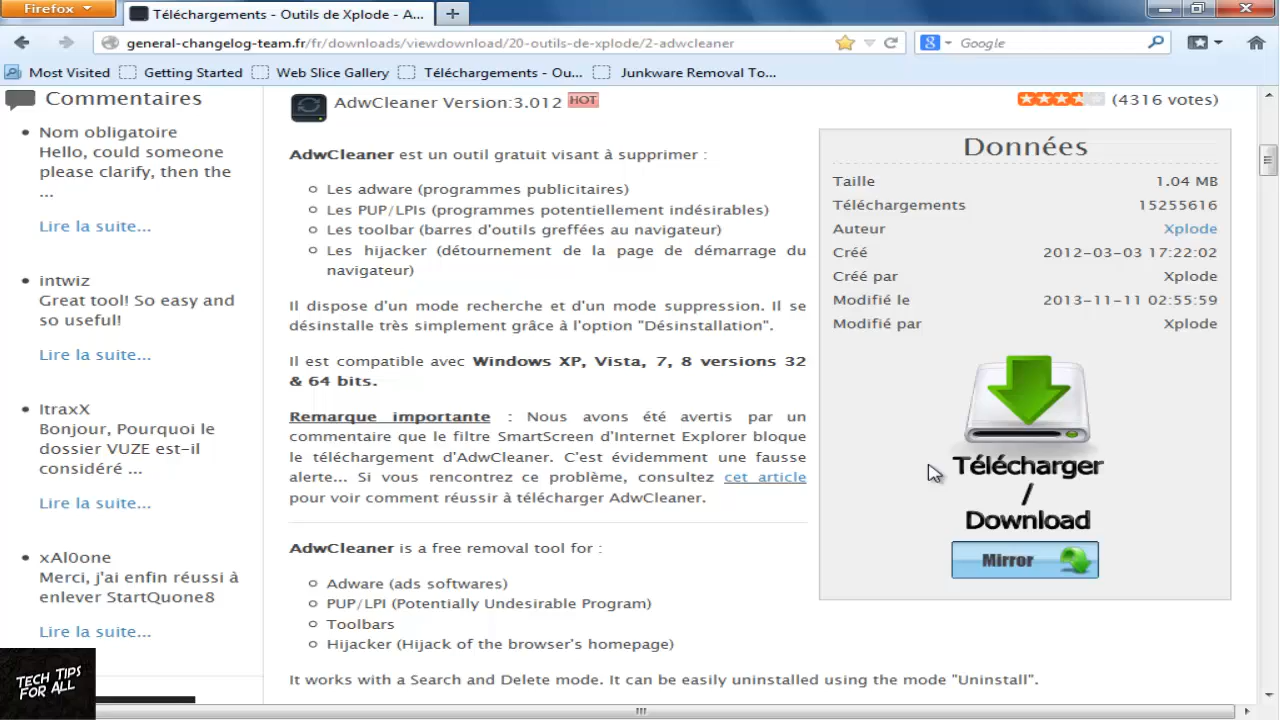 Firefox
Téléchargements - Outils de Xplode - A...
general-changelog-team.fr/fr/downloads/viewdownload/20-outils-de-xplode/2-adwcleaner
Google
Most Visited
Getting Started
Web Slice Gallery
Téléchargements - Ou...
Junkware Removal To...
Commentaires
Nom obligatoire
Hello, could someone
please clarify, then the
...
Lire la suite...
intwiz
Great tool! So easy and
so useful!
Lire la suite...
ItraxX
Bonjour, Pourquoi le
dossier VUZE est-il
considéré ...
Lire la suite...
xAl0one
Merci, j'ai enfin réussi à
enlever StartQuone8
Lire la suite...
TECH TIPS
FOR ALL
AdwCleaner Version:3.012 HOT
AdwCleaner est un outil gratuit visant à supprimer :
Les adware (programmes publicitaires)
Les PUP/LPIs (programmes potentiellement indésirables)
Les toolbar (barres d'outils greffées au navigateur)
Les hijacker (détournement de la page de démarrage du
navigateur)
Il dispose d'un mode recherche et d'un mode suppression. Il se
désinstalle très simplement grâce à l'option "Désinstallation".
Il est compatible avec Windows XP, Vista, 7, 8 versions 32
& 64 bits.
Remarque importante : Nous avons été avertis par un
commentaire que le filtre SmartScreen d'Internet Explorer bloque
le téléchargement d'AdwCleaner. C'est évidemment une fausse
alerte... Si vous rencontrez ce problème, consultez cet article
pour voir comment réussir à télécharger AdwCleaner.
AdwCleaner is a free removal tool for :
Adware (ads softwares)
PUP/LPI (Potentially Undesirable Program)
Toolbars
Hijacker (Hijack of the browser's homepage)
It works with a Search and Delete mode. It can be easily uninstalled using the mode "Uninstall".
(4316 votes)
Données
Taille 1.04 MB
Téléchargements 15255616
Auteur Xplode
Créé 2012-03-03 17:22:02
Créé par Xplode
Modifié le 2013-11-11 02:55:59
Modifié par Xplode
Télécharger
/
Download
Mirror